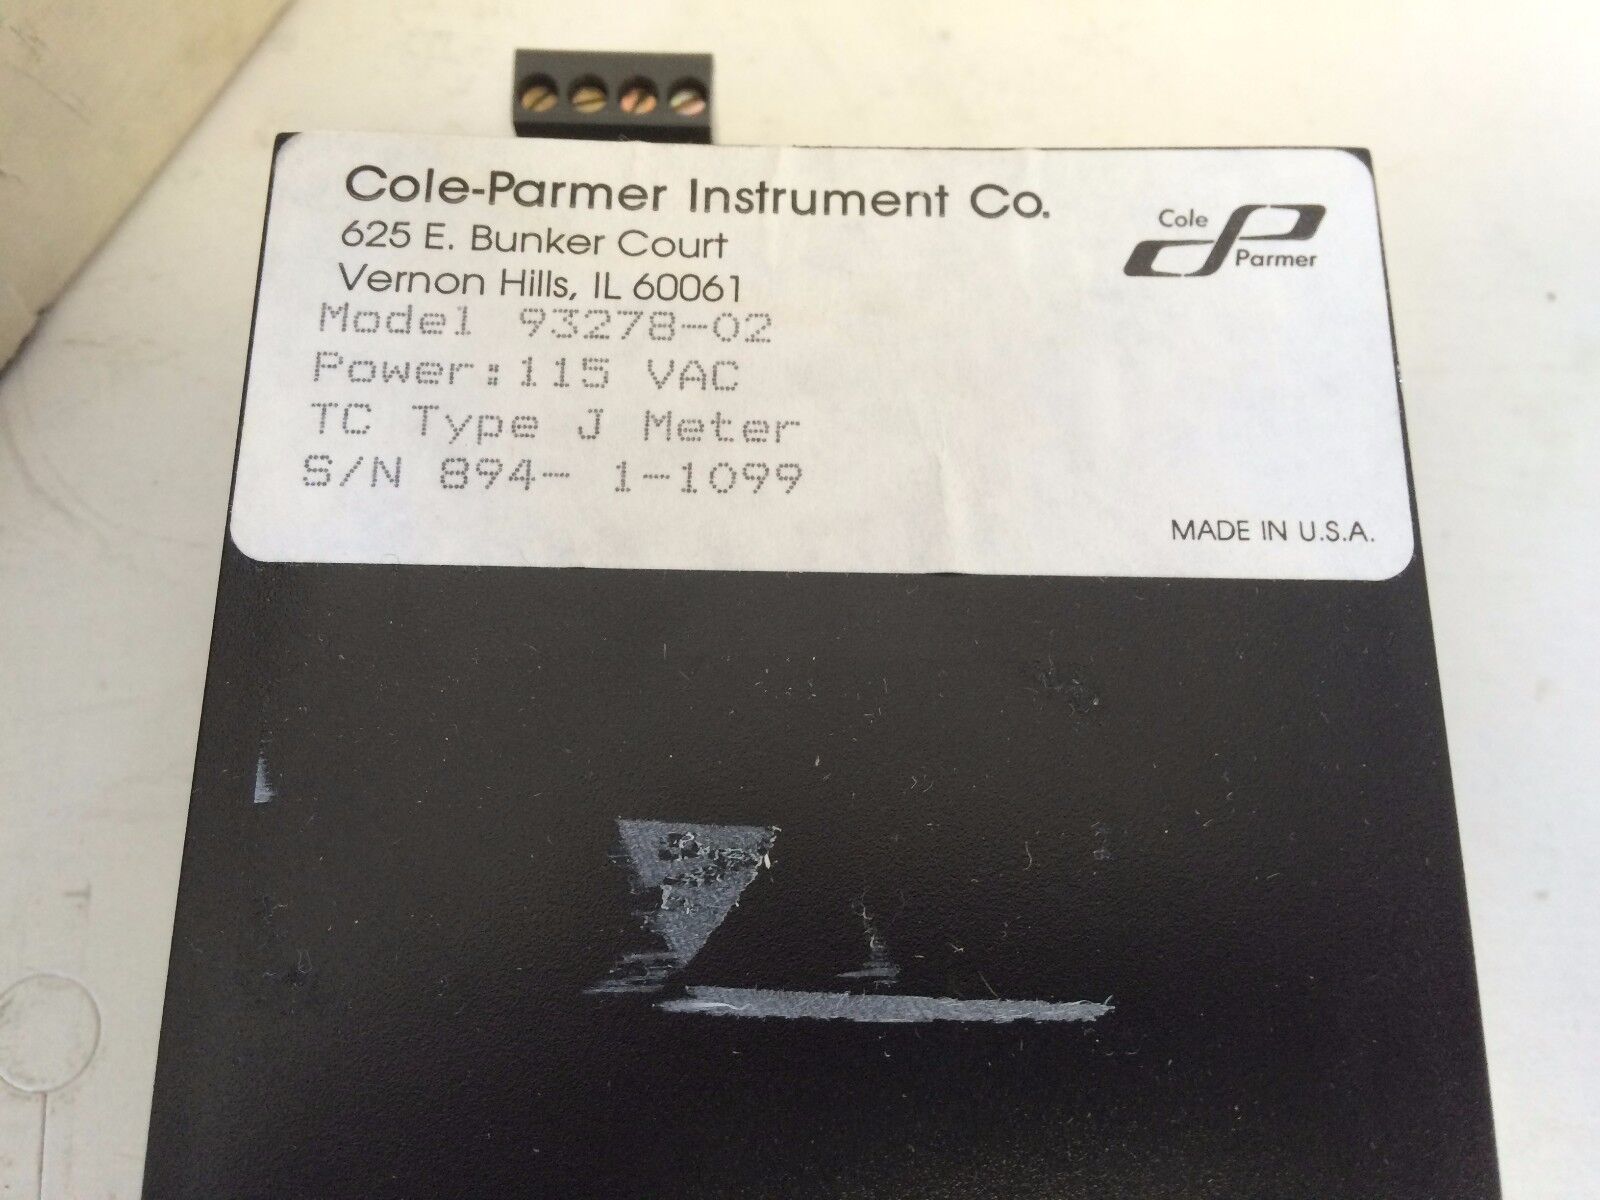 Cole-Parmer Instrument Co.
625 E. Bunker Court
Vernon Hills, IL 60061
Cole
Parmer
Model 93278-02
Power:115 VAC
TC Type J Meter
S/N 894- 1-1099
MADE IN U.S.A.